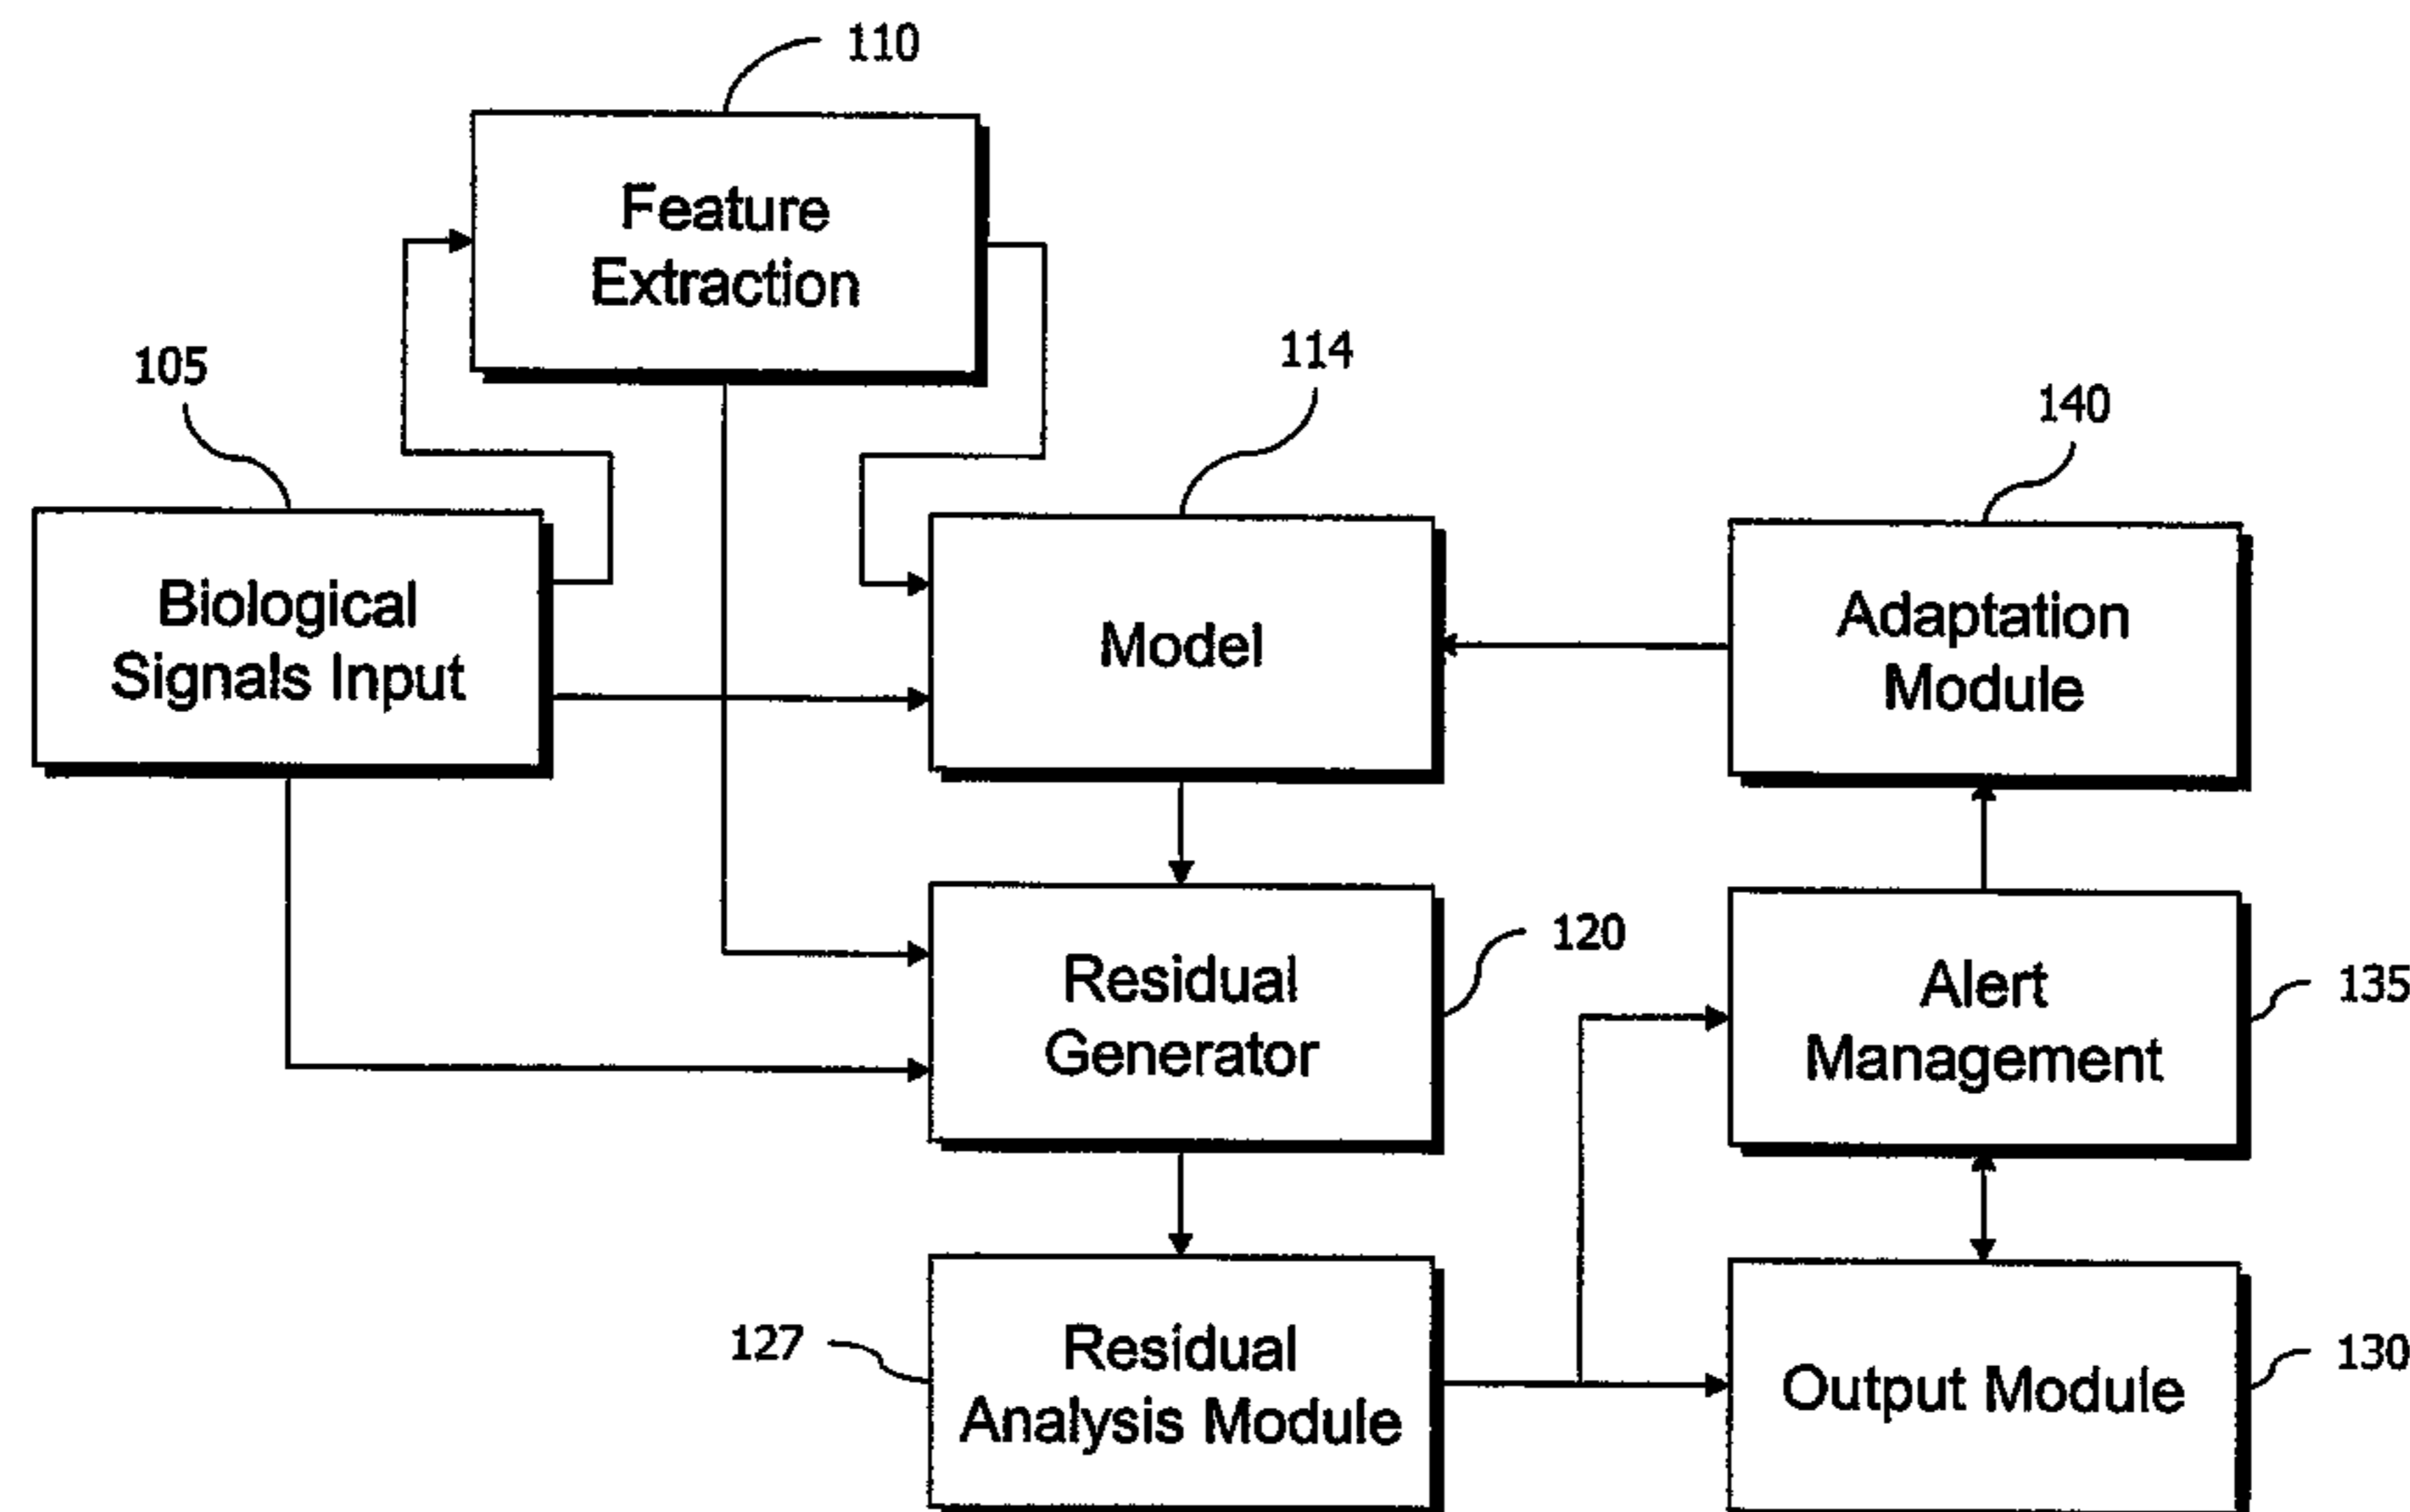 110
Feature
Extraction
105
114
140
Biological
Signals Input
Model
Adaptation
Module
120
Residual
Generator
Alert
Management
135
127
Residual
Analysis Module
Output Module
130